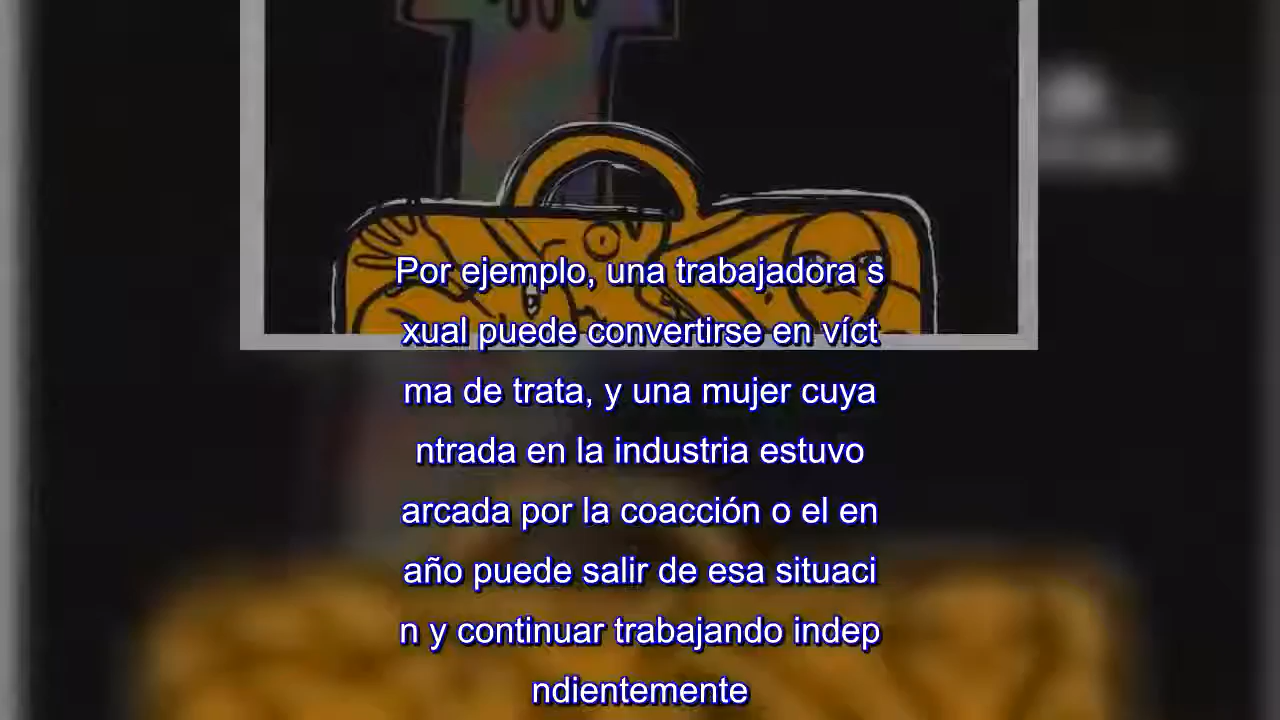 Por ejemplo, una trabajadora s
xual puede convertirse en víct
ma de trata, y una mujer cuya
ntrada en la industria estuvo
arcada por la coacción o el en
año puede salir de esa situaci
n y continuar trabajando indep
ndientemente